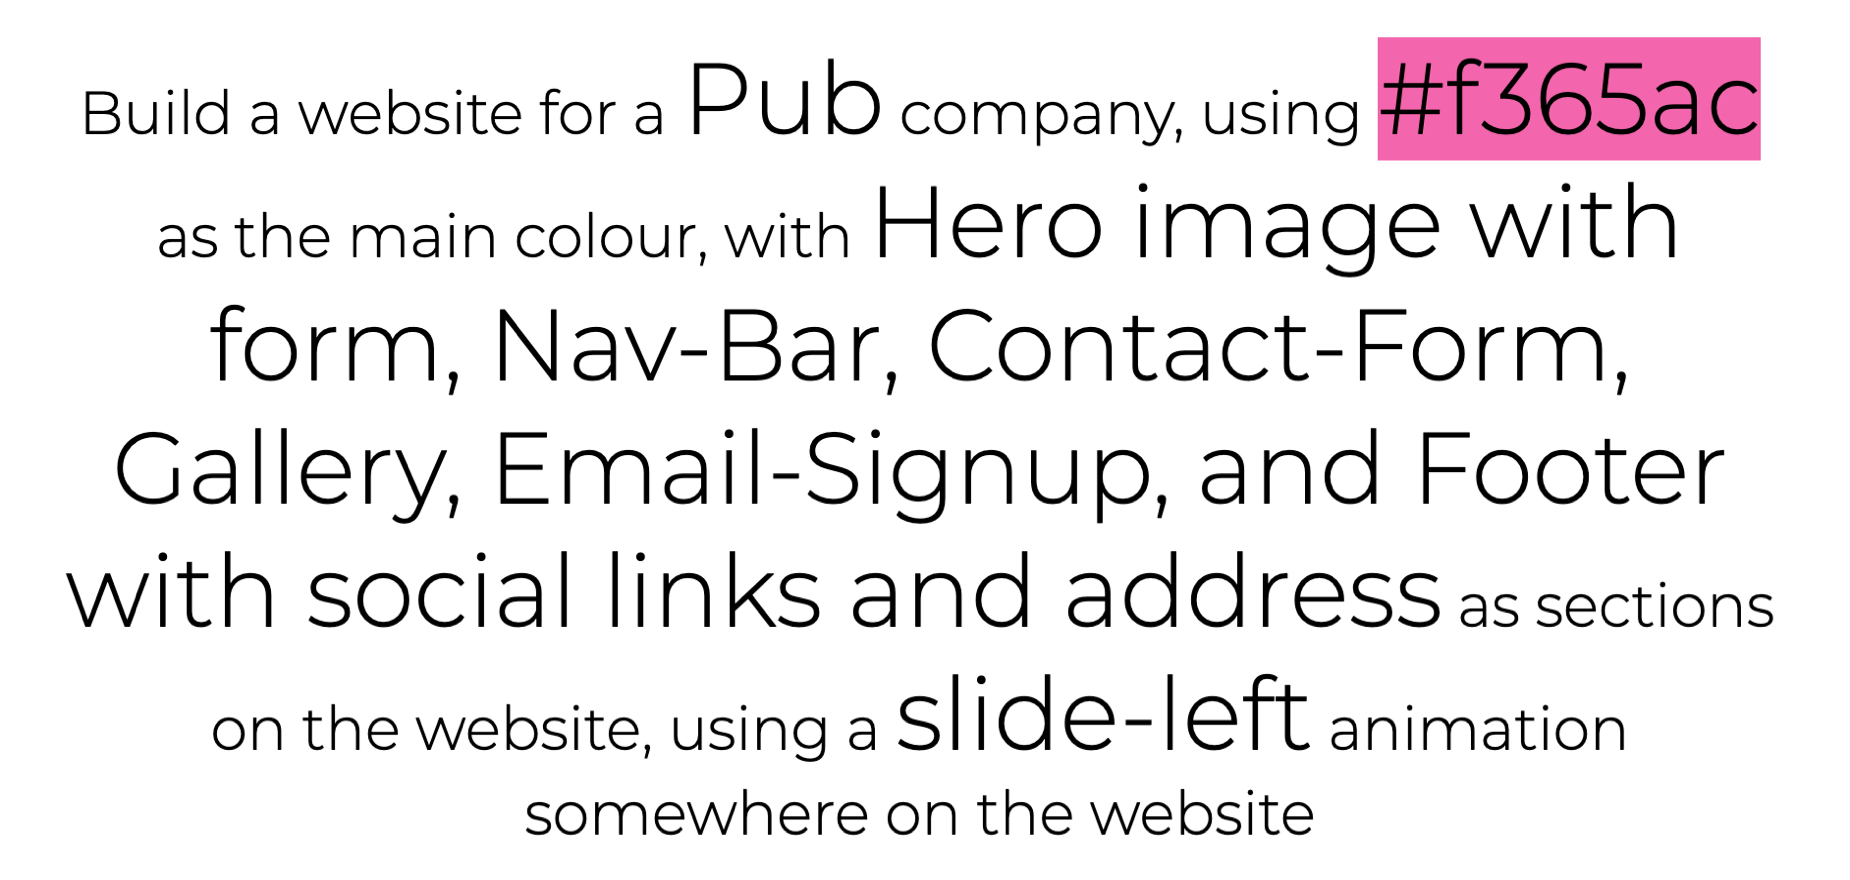 Build a website for a Pub company, using #f365ac
as the main colour, with Hero image with
form, Nav-Bar, Contact-Form,
Gallery, Email-Signup, and Footer
with social links and address as sections
on the website, using a slide-left animation
somewhere on the website